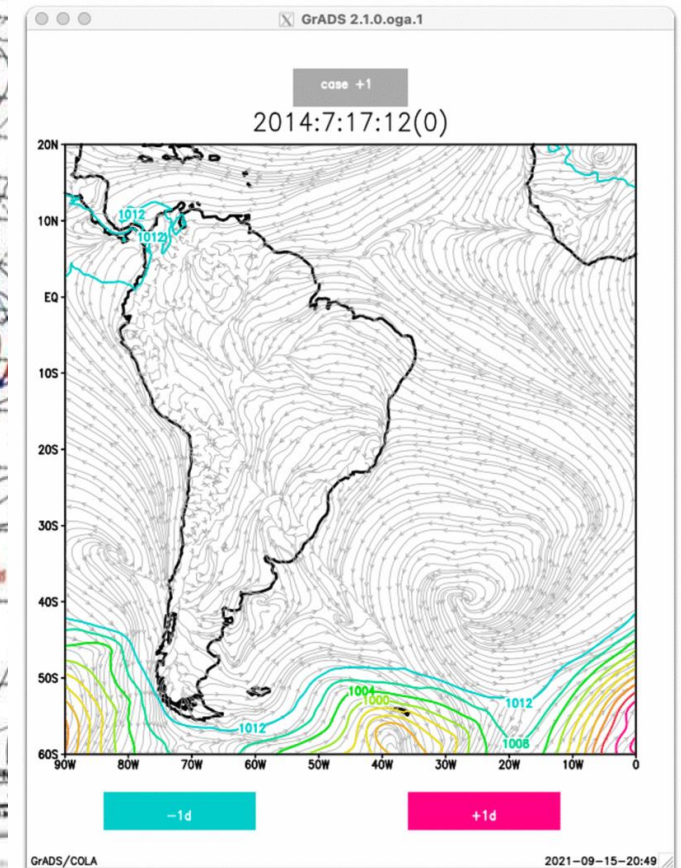 GrADS 2.1.0.oga.1
case +1
2014:7:17:12(0)
20N
10N
EQ
10S
20S
30S
40S
50S
60S
1012
1012
1012
1012
1004
1000
1008
90W 80W 70W 60W 50W 40W 30W 20W 10W 0
-1d +1d
GrADS/COLA 2021-09-15-20:49